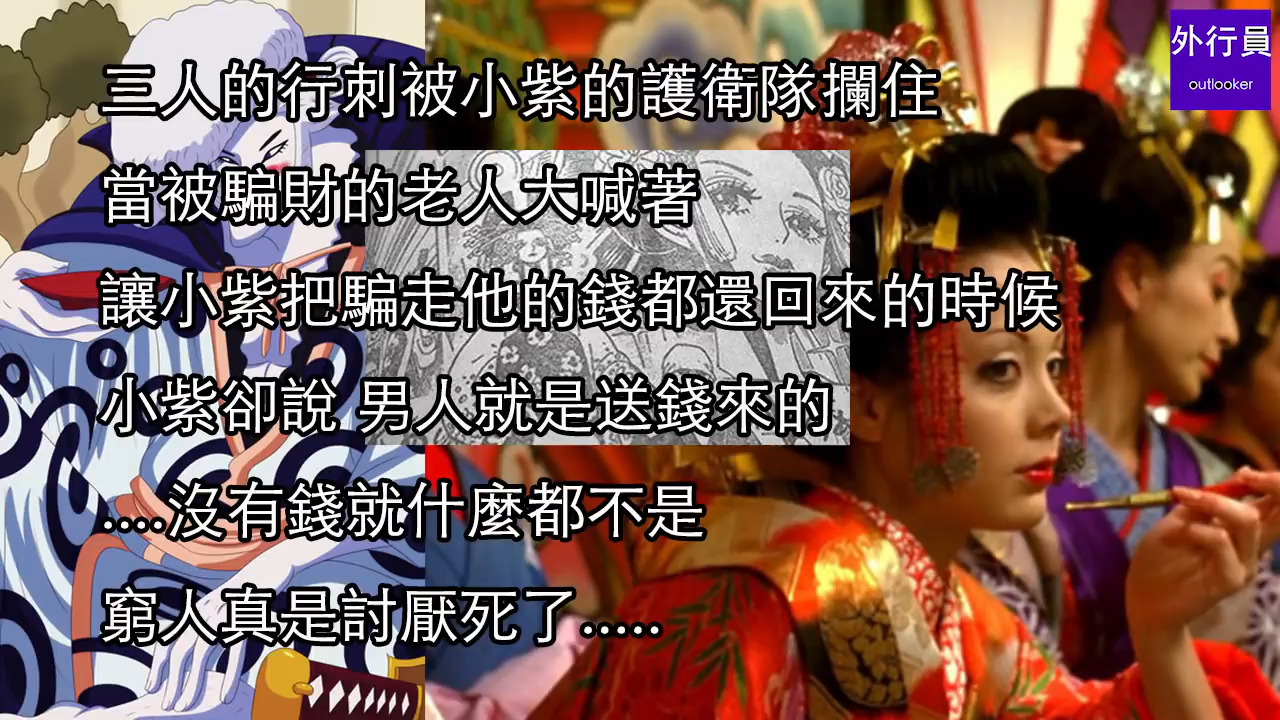 外行員
outlooker
三人的行刺被小紫的護衛隊攔住
當被騙財的老人大喊著
讓小紫把騙走他的錢都還回來的時候
小紫卻說 男人就是送錢來的
....沒有錢就什麼都不是
窮人真是討厭死了.....